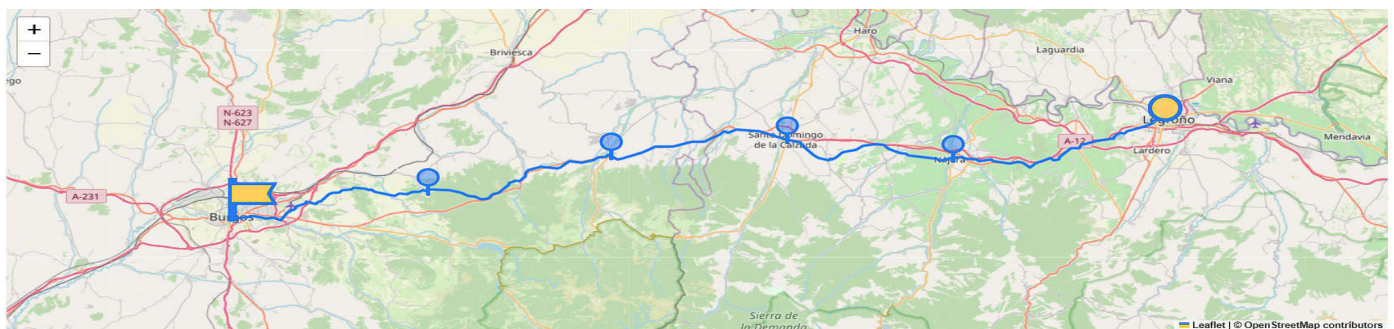 +
−
Haro
Laguardia
Briviesca
ego
Viana
N-623
N-627
Logroño
Santo Domingo
de la Calzada
A-12
Mendavia
Lardero
Nájera
A-231
Burgos
Sierra de
la Demanda
Leaflet | © OpenStreetMap contributors